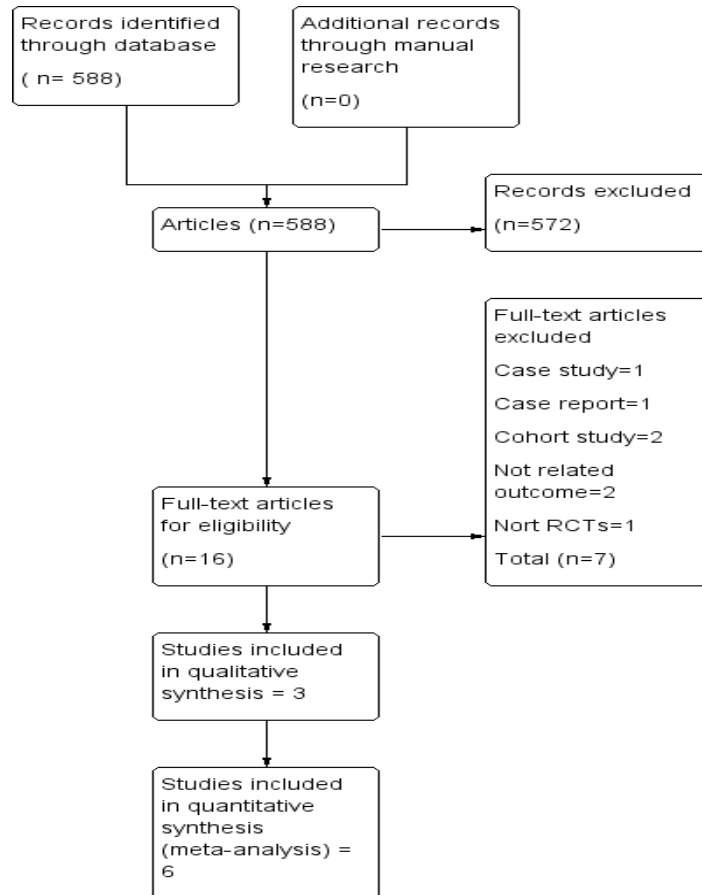 Records identified
through database
( n= 588)
Additional records
through manual
research
(n=0)
Articles (n=588)
Records excluded
(n=572)
Full-text articles
excluded
Case study=1
Case report=1
Cohort study=2
Not related
outcome=2
Nort RCTs=1
Total (n=7)
Full-text articles
for eligibility
(n=16)
Studies included
in qualitative
synthesis = 3
Studies included
in quantitative
synthesis
(meta-analysis) =
6